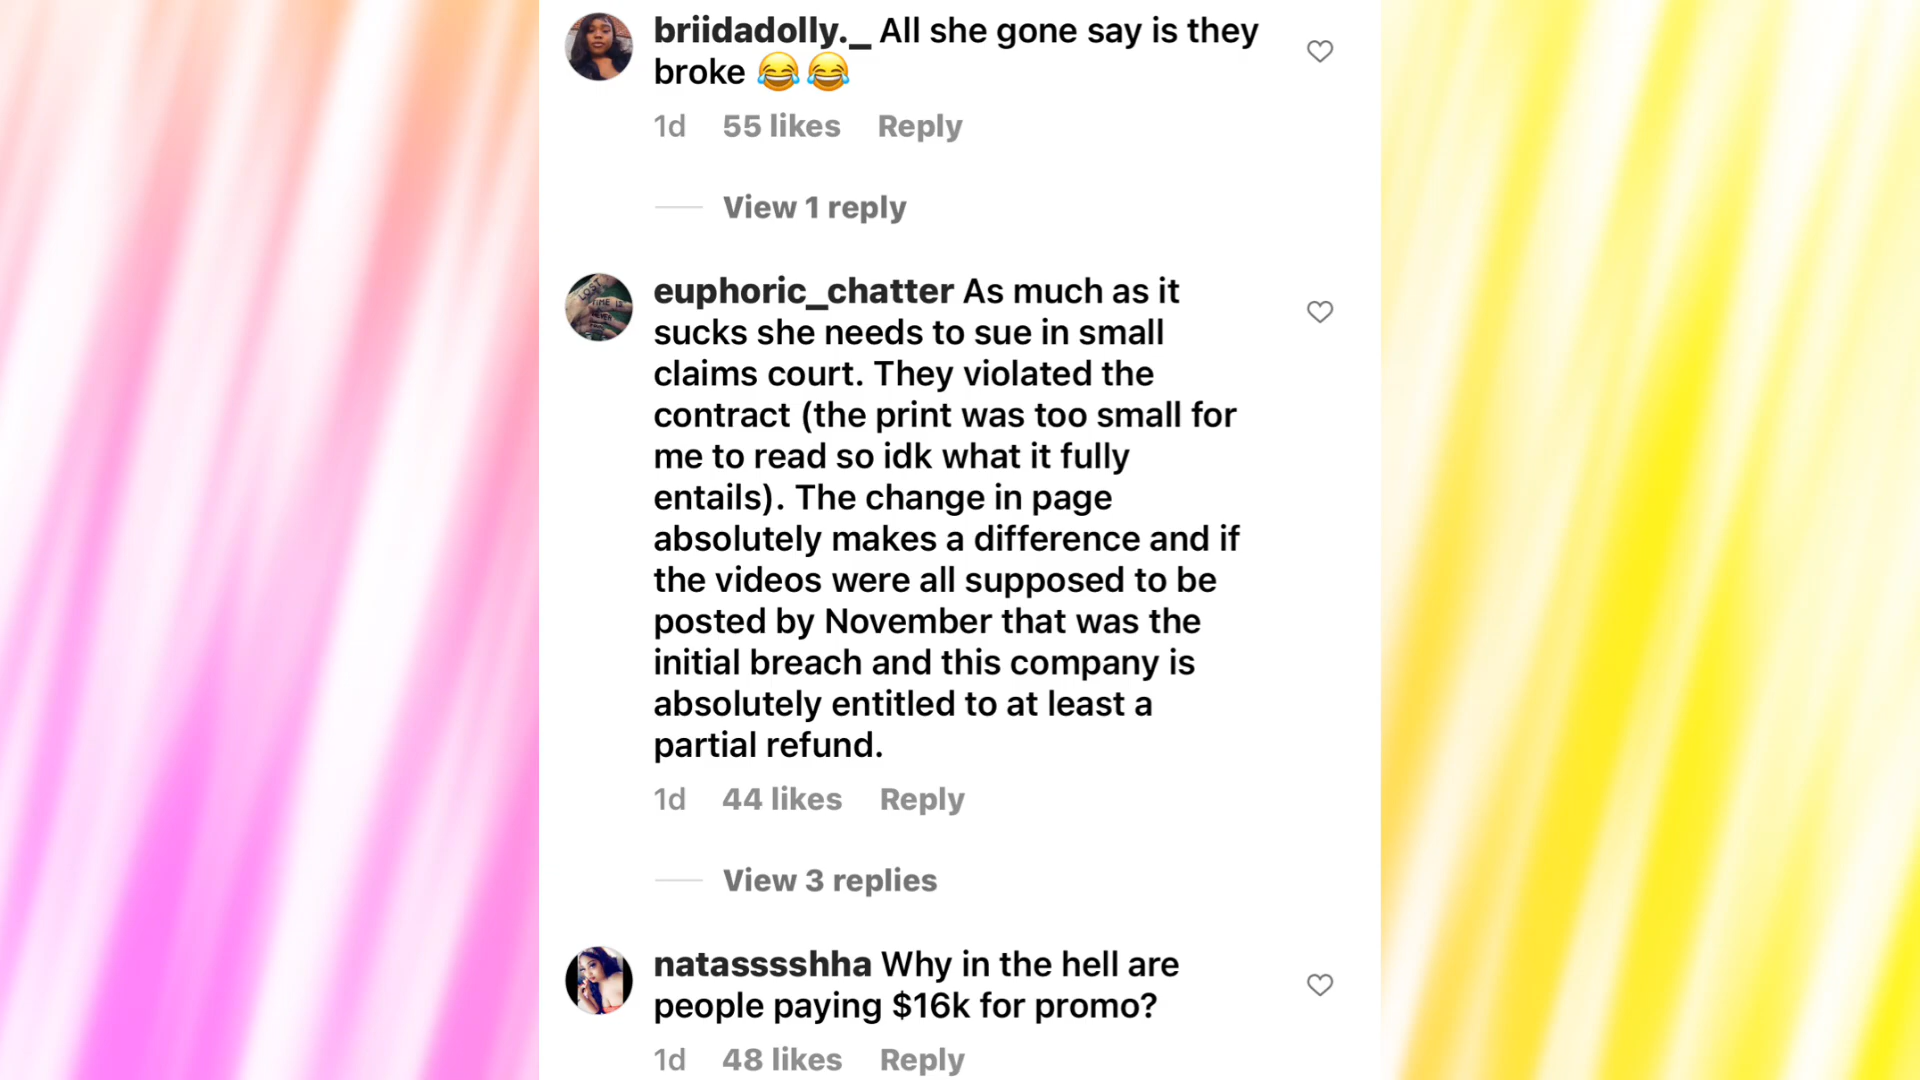 briidadolly._ All she gone say is they
broke 😂😂
1d 55 likes Reply
View 1 reply
euphoric_chatter As much as it
sucks she needs to sue in small
claims court. They violated the
contract (the print was too small for
me to read so idk what it fully
entails). The change in page
absolutely makes a difference and if
the videos were all supposed to be
posted by November that was the
initial breach and this company is
absolutely entitled to at least a
partial refund.
1d 44 likes Reply
View 3 replies
LOST
TIME IS
NEVER
natasssshha Why in the hell are
people paying $16k for promo?
1d 48 likes Reply